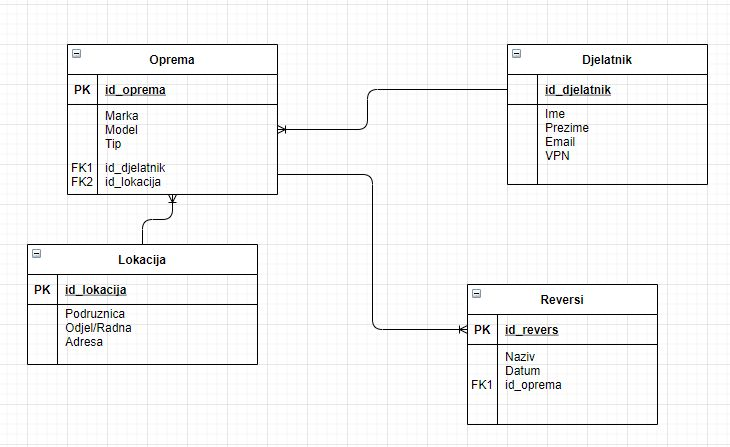 Oprema
PK id_oprema
Marka
Model
Tip
FK1 id_djelatnik
FK2 id_lokacija
Djelatnik
id_djelatnik
Ime
Prezime
Email
VPN
Lokacija
PK id_lokacija
Podruznica
Odjel/Radna
Adresa
Reversi
PK id_revers
Naziv
Datum
FK1 id_oprema